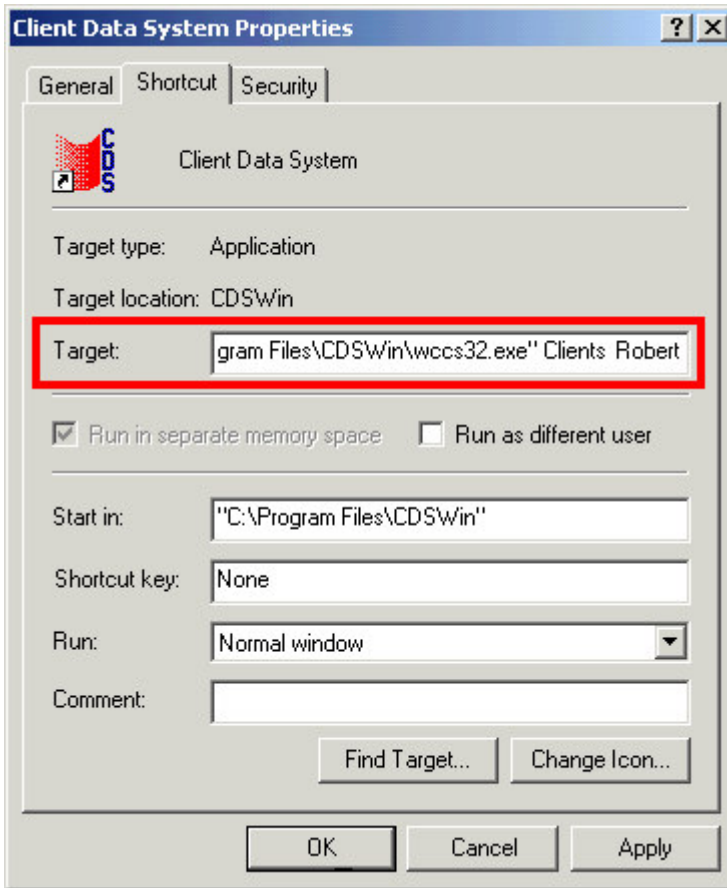 Client Data System Properties
General Shortcut Security
CDS
Client Data System
Target type: Application
Target location: CDSWin
Target: gram Files\CDSWin\wccs32.exe" Clients Robert
Run in separate memory space Run as different user
Start in: "C:\Program Files\CDSWin"
Shortcut key: None
Run: Normal window
Comment:
Find Target... Change Icon...
OK Cancel Apply